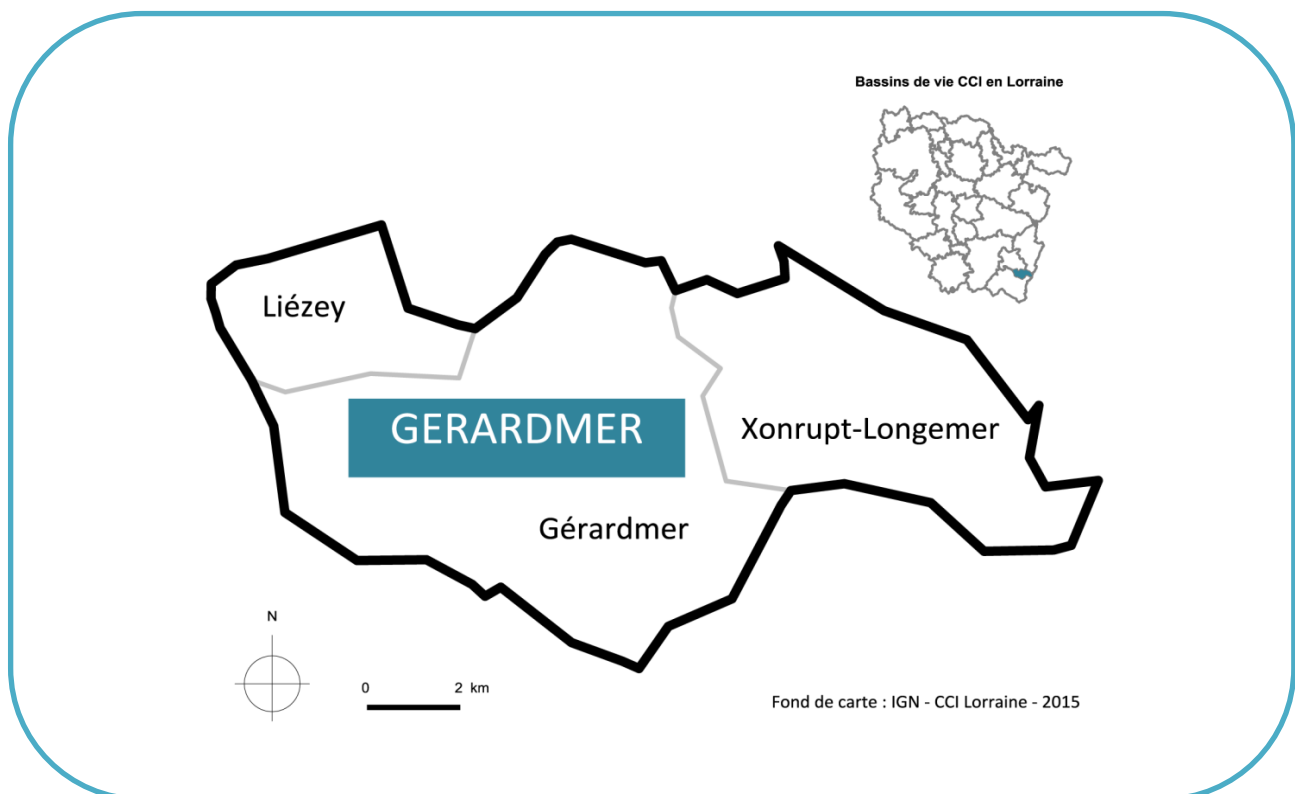 Bassins de vie CCI en Lorraine
Liézey
GERARDMER
Xonrupt-Longemer
Gérardmer
N
0 2 km
Fond de carte : IGN - CCI Lorraine - 2015